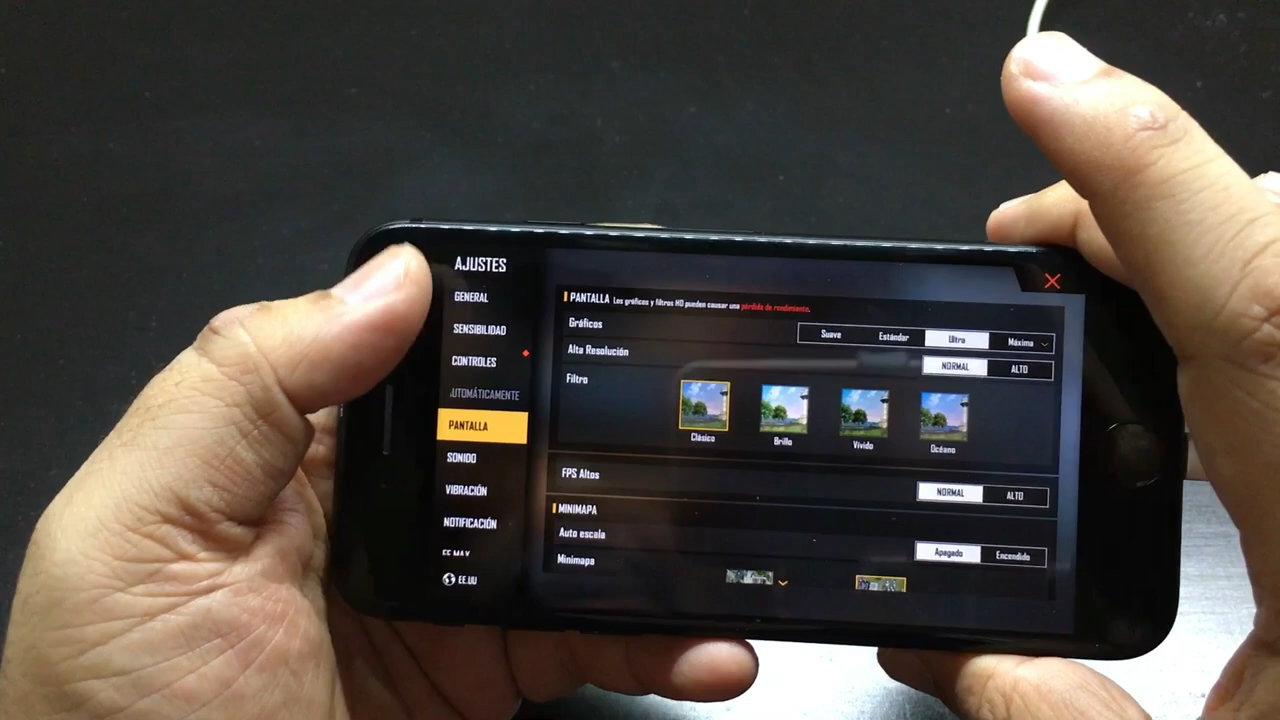 AJUSTES
GENERAL
SENSIBILIDAD
CONTROLES
AUTOMÁTICAMENTE
PANTALLA
SONIDO
VIBRACIÓN
NOTIFICACIÓN
EE.UU
PANTALLA Los gráficos y filtros HD pueden causar una pérdida de rendimiento.
Gráficos Suave Estándar Ultra Máxima
Alta Resolución NORMAL ALTO
Filtro
Clásico Brillo Vívido Océano
FPS Altos NORMAL ALTO
MINIMAPA
Auto escala Apagado Encendido
Minimapa